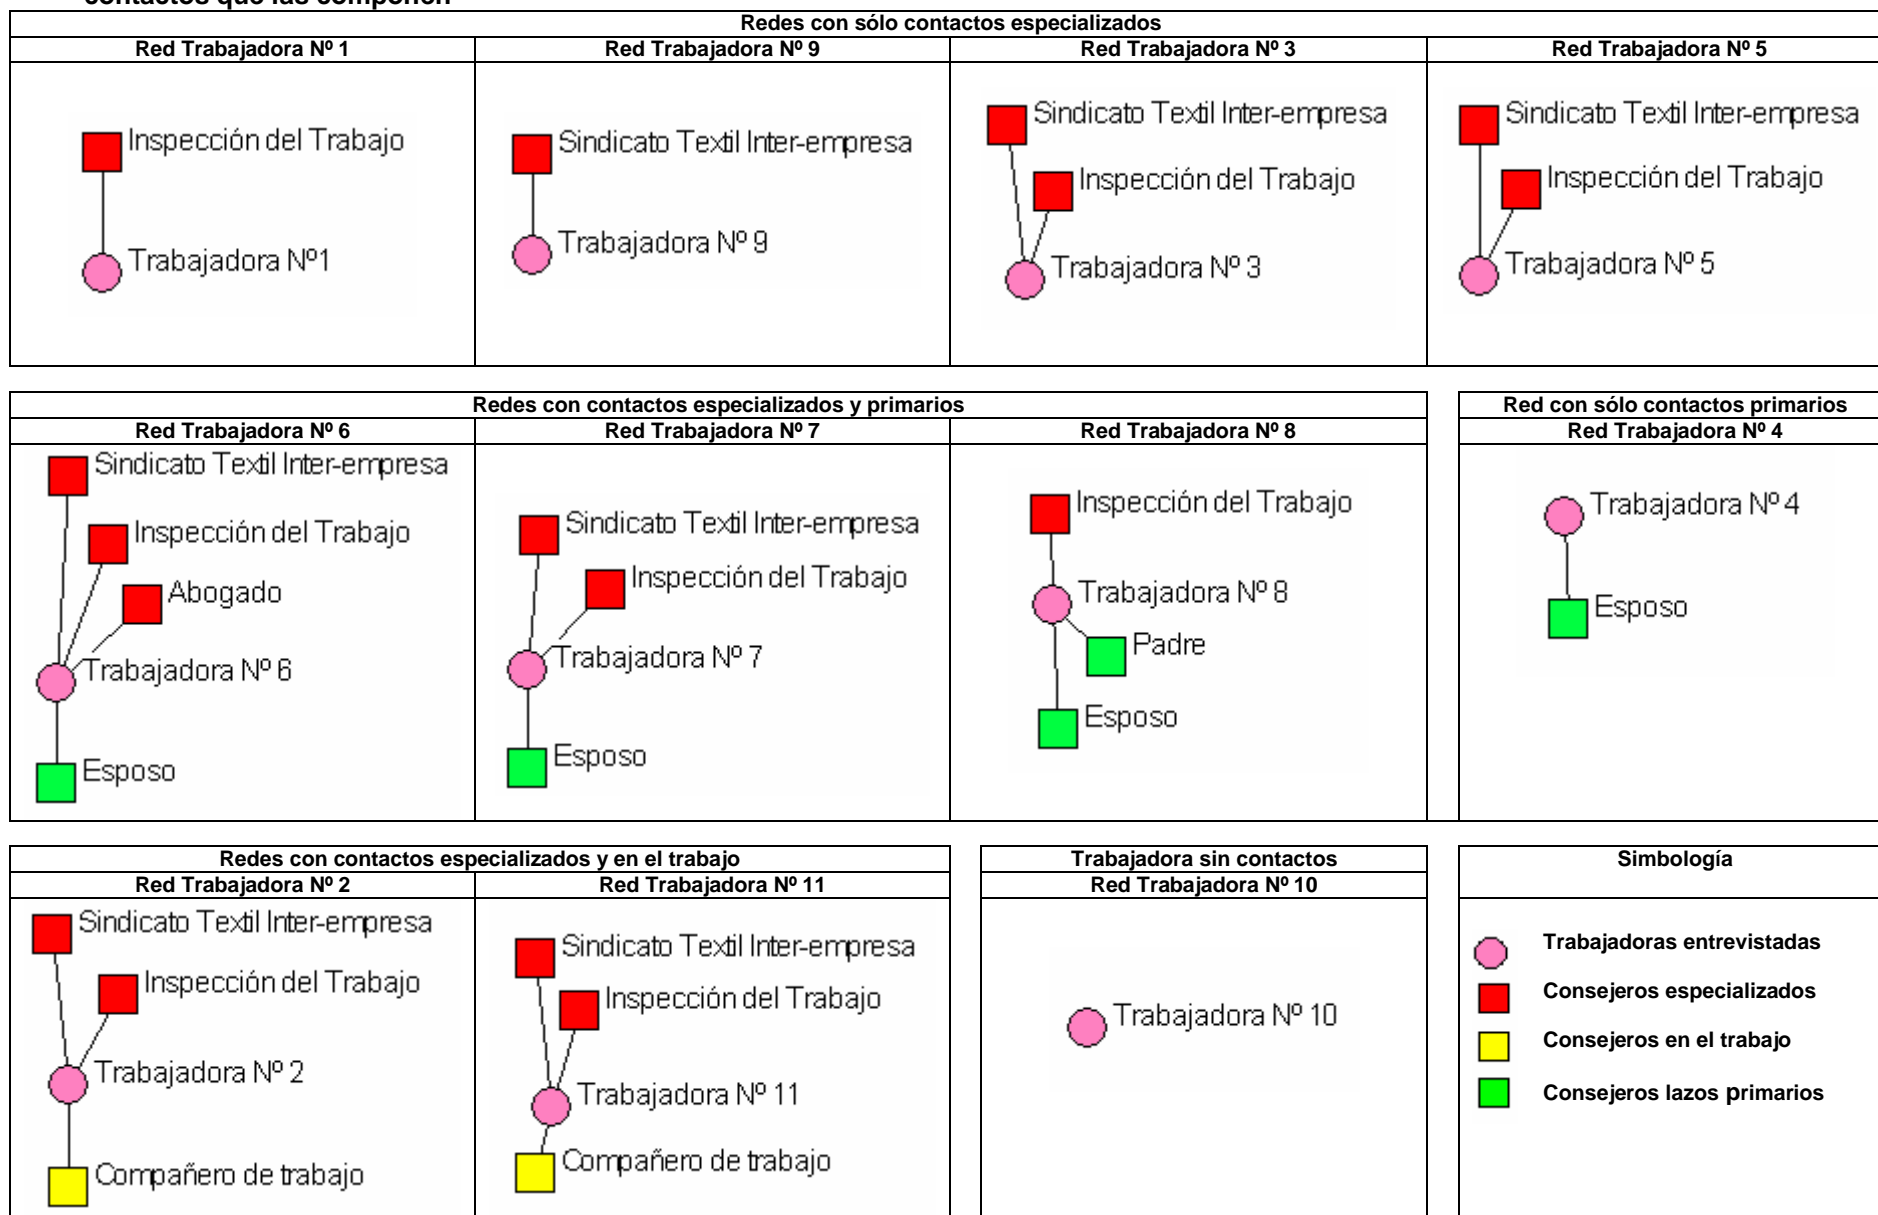 contactos que las componen
Redes con sólo contactos especializados
Red Trabajadora Nº 1
Red Trabajadora Nº 9
Red Trabajadora Nº 3
Red Trabajadora Nº 5
Inspección del Trabajo
Trabajadora Nº1
Sindicato Textil Inter-empresa
Trabajadora Nº 9
Sindicato Textil Inter-empresa
Inspección del Trabajo
Trabajadora Nº 3
Sindicato Textil Inter-empresa
Inspección del Trabajo
Trabajadora Nº 5
Redes con contactos especializados y primarios
Red con sólo contactos primarios
Red Trabajadora Nº 6
Red Trabajadora Nº 7
Red Trabajadora Nº 8
Red Trabajadora Nº 4
Sindicato Textil Inter-empresa
Inspección del Trabajo
Abogado
Trabajadora Nº 6
Esposo
Sindicato Textil Inter-empresa
Inspección del Trabajo
Trabajadora Nº 7
Esposo
Inspección del Trabajo
Trabajadora Nº 8
Padre
Esposo
Trabajadora Nº 4
Esposo
Redes con contactos especializados y en el trabajo
Trabajadora sin contactos
Simbología
Red Trabajadora Nº 2
Red Trabajadora Nº 11
Red Trabajadora Nº 10
Sindicato Textil Inter-empresa
Inspección del Trabajo
Trabajadora Nº 2
Compañero de trabajo
Sindicato Textil Inter-empresa
Inspección del Trabajo
Trabajadora Nº 11
Compañero de trabajo
Trabajadora Nº 10
Trabajadoras entrevistadas
Consejeros especializados
Consejeros en el trabajo
Consejeros lazos primarios